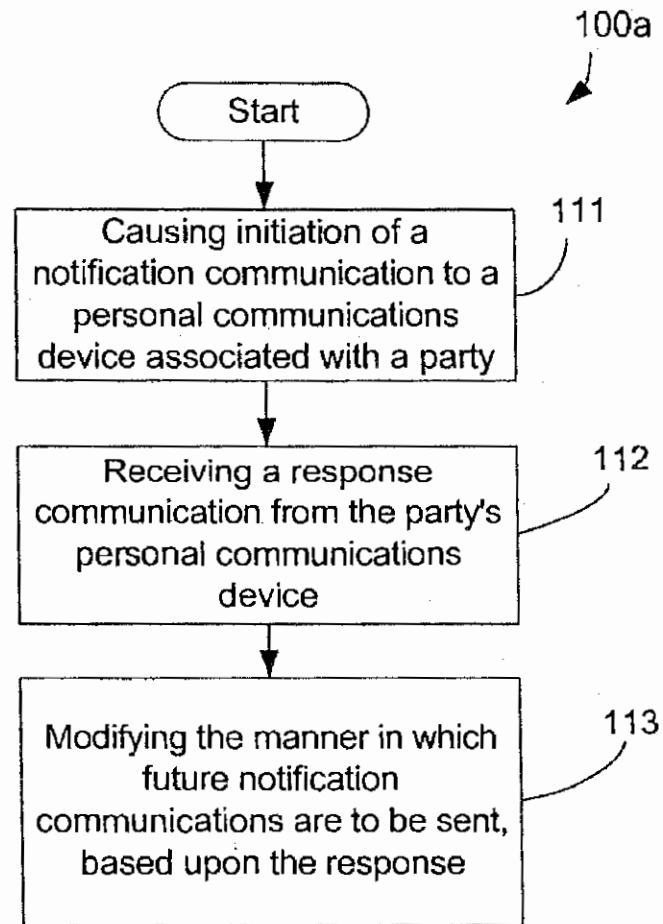 100a
Start
111
Causing initiation of a
notification communication to a
personal communications
device associated with a party
112
Receiving a response
communication from the party's
personal communications
device
113
Modifying the manner in which
future notification
communications are to be sent,
based upon the response